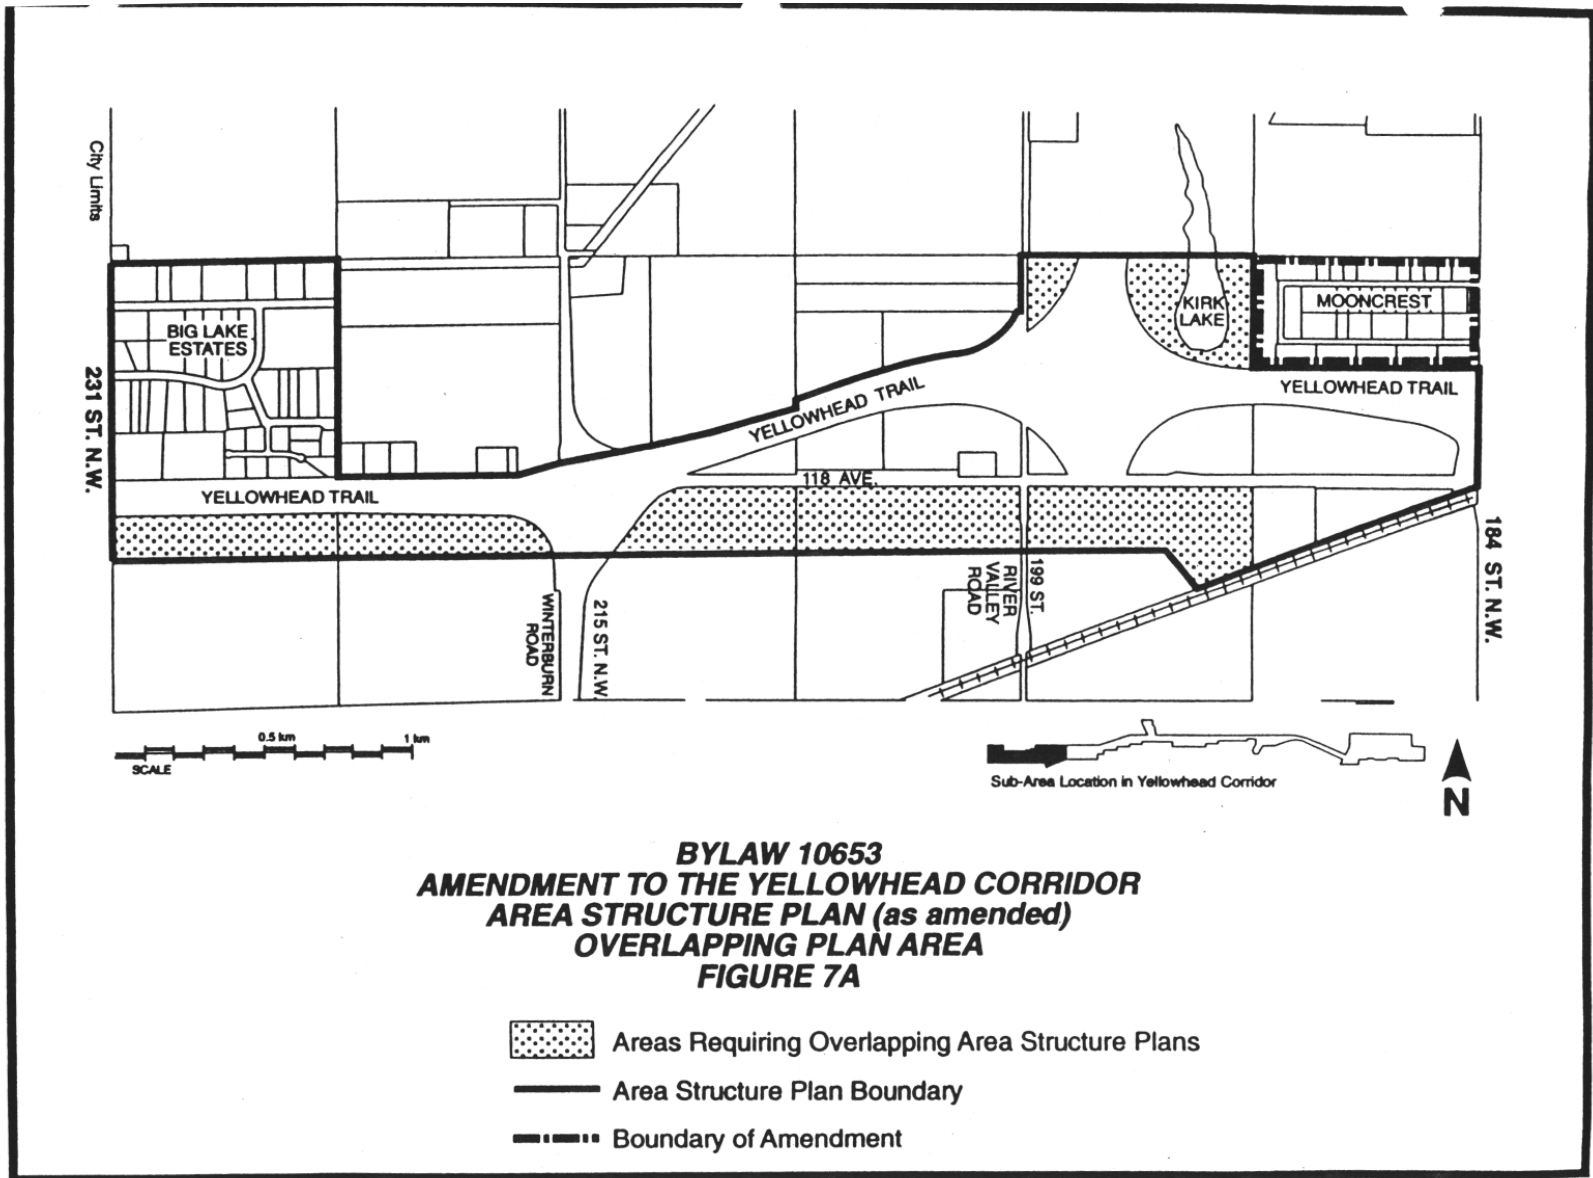 City Limits
BIG LAKE
ESTATES
231 ST. N.W.
YELLOWHEAD TRAIL
YELLOWHEAD TRAIL
118 AVE.
KIRK
LAKE
MOONCREST
YELLOWHEAD TRAIL
184 ST. N.W.
WINTERBURN
ROAD
215 ST. N.W.
RIVER
VALLEY
ROAD
199 ST.
0.5 km
1 km
SCALE
Sub-Area Location in Yellowhead Corridor
N
BYLAW 10653
AMENDMENT TO THE YELLOWHEAD CORRIDOR
AREA STRUCTURE PLAN (as amended)
OVERLAPPING PLAN AREA
FIGURE 7A
Areas Requiring Overlapping Area Structure Plans
Area Structure Plan Boundary
Boundary of Amendment